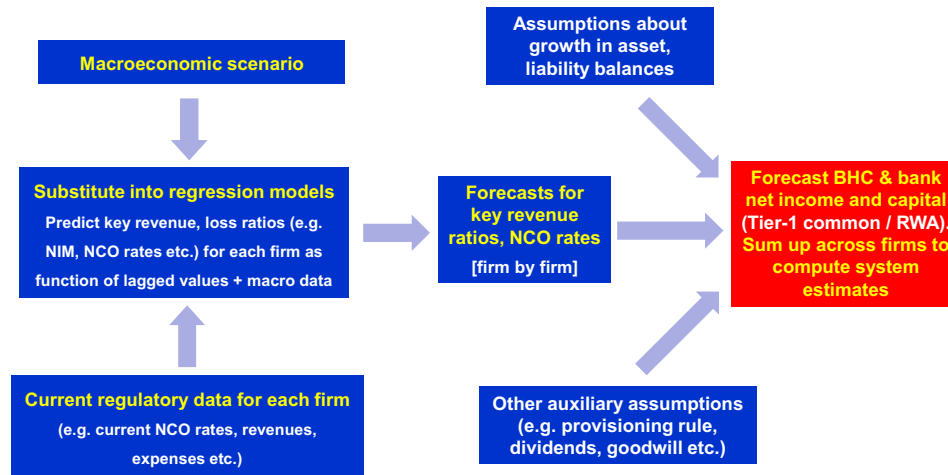 Macroeconomic scenario
Assumptions about
growth in asset,
liability balances
Substitute into regression models
Predict key revenue, loss ratios (e.g.
NIM, NCO rates etc.) for each firm as
function of lagged values + macro data
Forecasts for
key revenue
ratios, NCO rates
[firm by firm]
Forecast BHC & bank
net income and capital
(Tier-1 common / RWA).
Sum up across firms to
compute system
estimates
Current regulatory data for each firm
(e.g. current NCO rates, revenues,
expenses etc.)
Other auxiliary assumptions
(e.g. provisioning rule,
dividends, goodwill etc.)